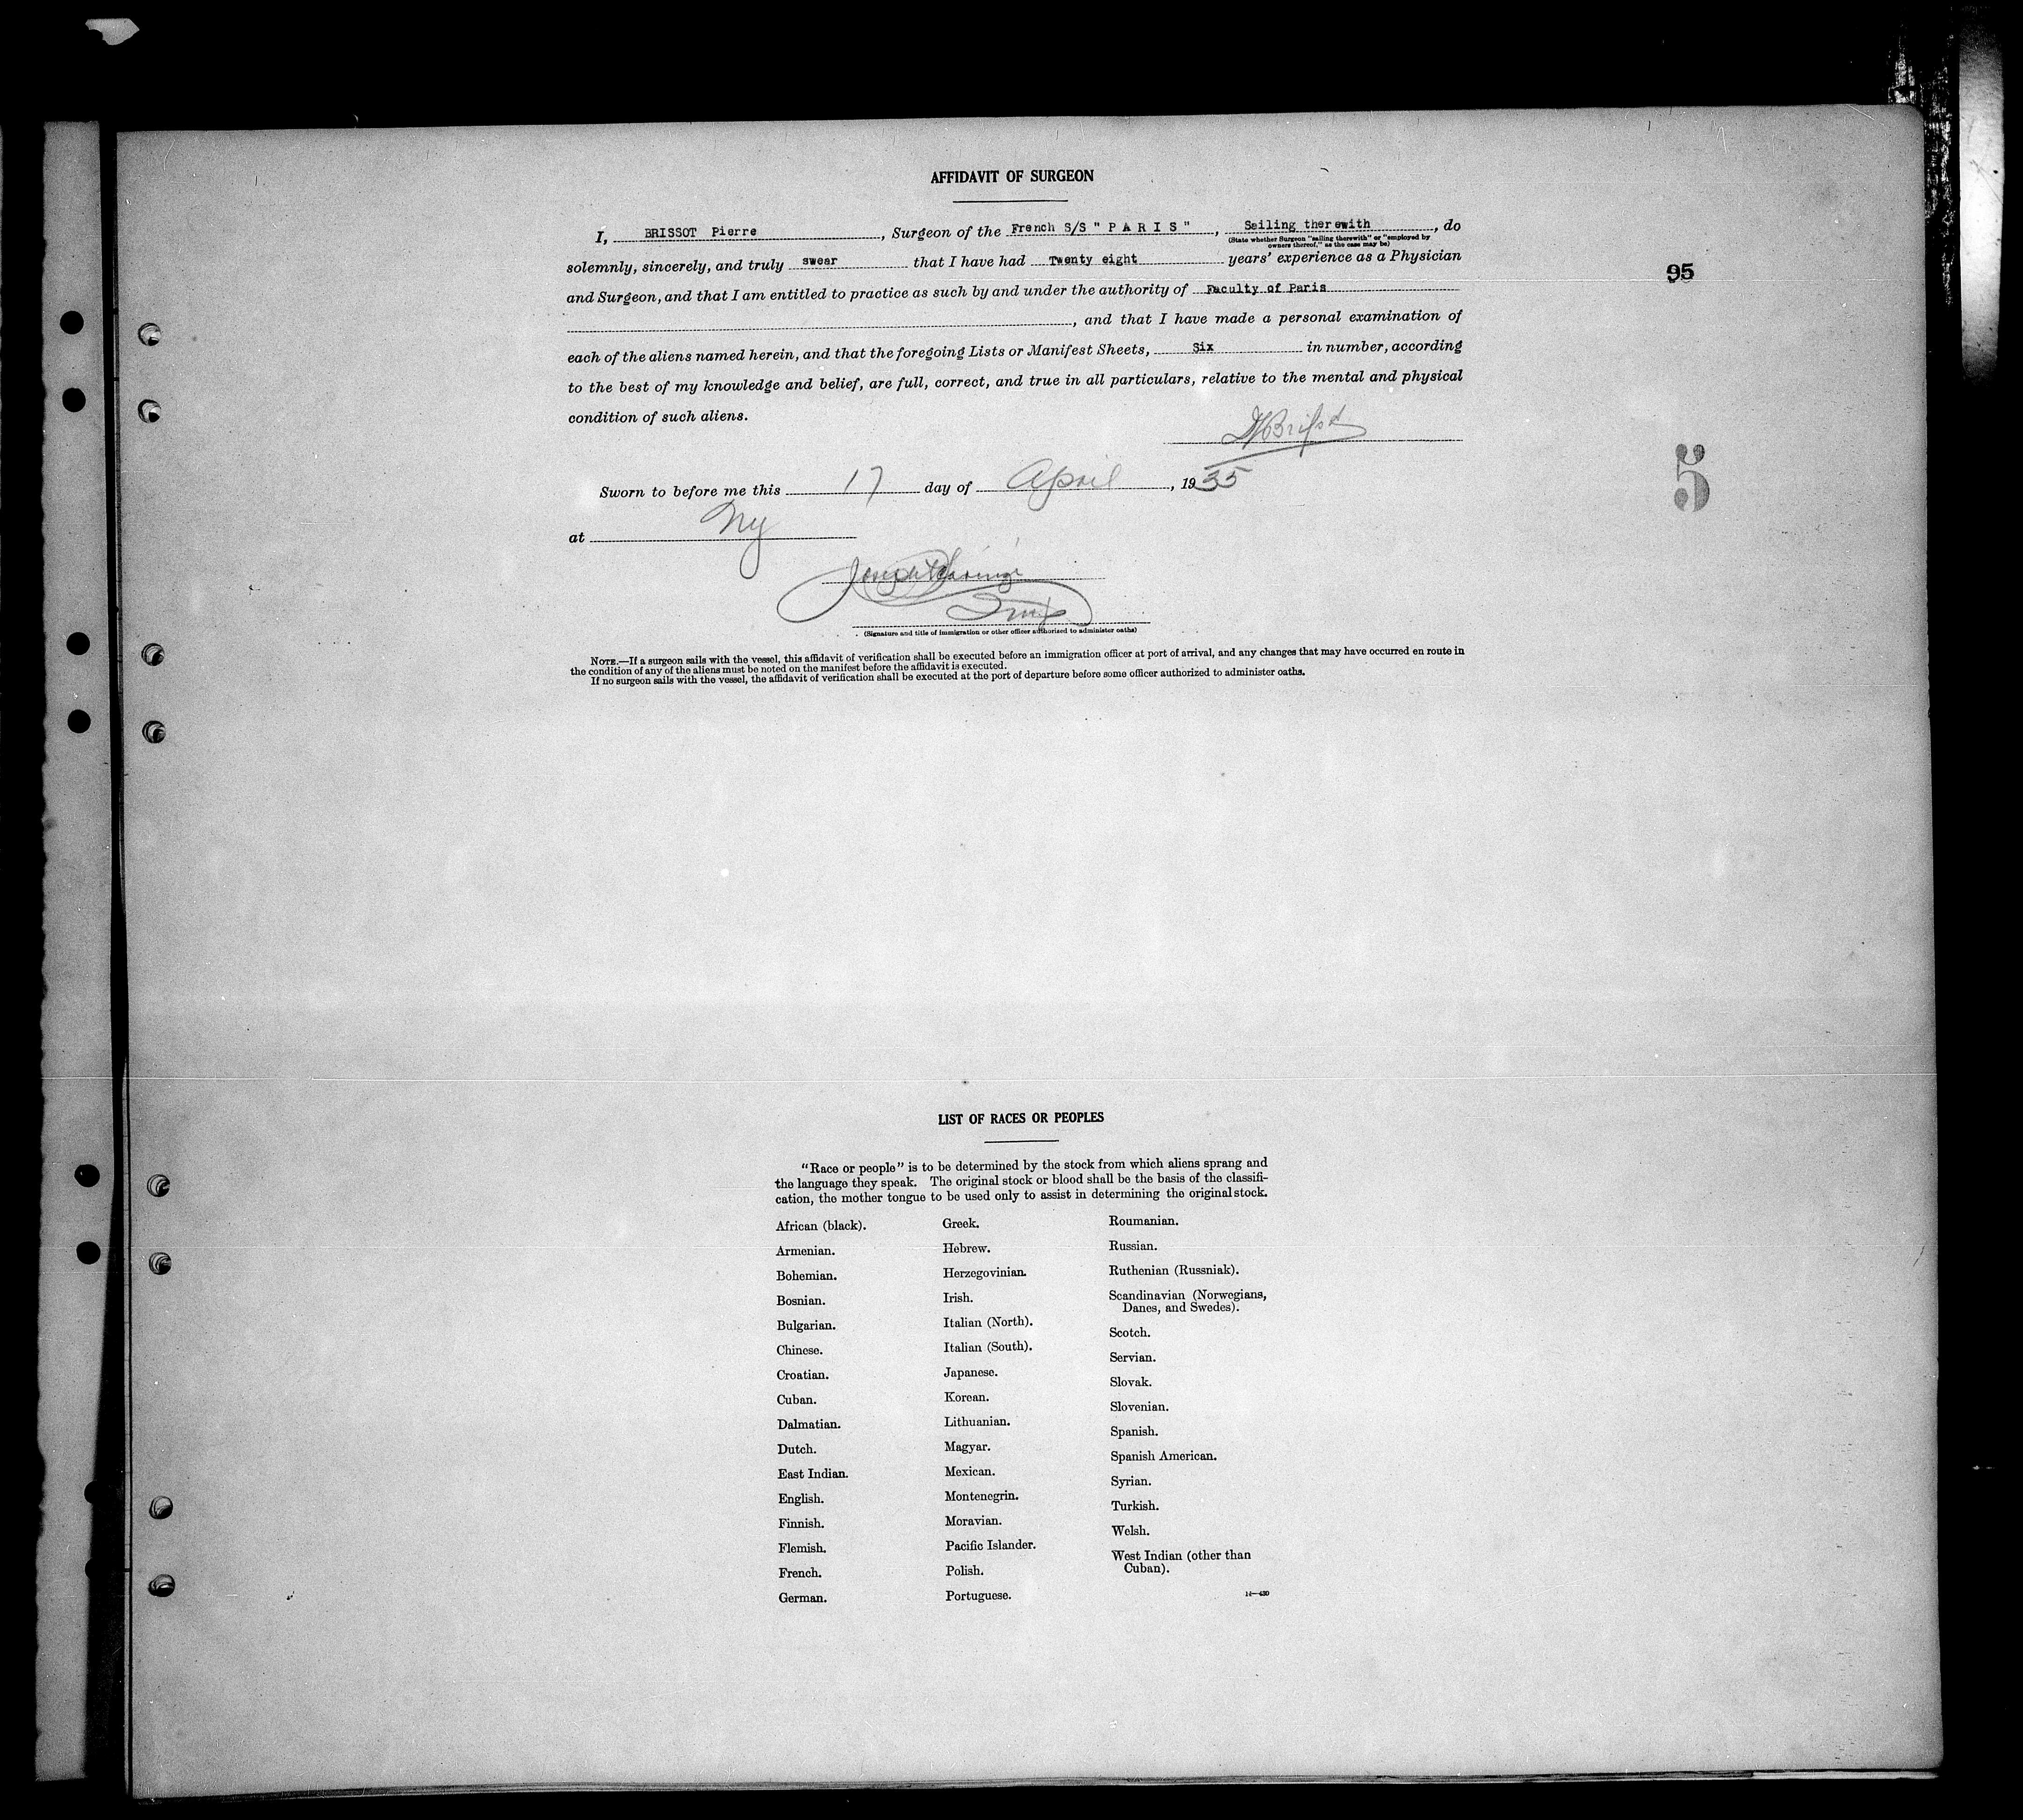 AFFIDAVIT OF SURGEON
I, BRISSOT Pierre, Surgeon of the French S/S " P A R I S ", Sailing therewith, do
(State whether Surgeon "sailing therewith" or "employed by
owners thereof," as the case may be)
solemnly, sincerely, and truly swear that I have had Twenty eight years' experience as a Physician
95
and Surgeon, and that I am entitled to practice as such by and under the authority of Faculty of Paris
, and that I have made a personal examination of
each of the aliens named herein, and that the foregoing Lists or Manifest Sheets, Six in number, according
to the best of my knowledge and belief, are full, correct, and true in all particulars, relative to the mental and physical
condition of such aliens.
5
Sworn to before me this 17 day of April, 1935
at Ny
(Signature and title of immigration or other officer authorized to administer oaths)
NOTE.—If a surgeon sails with the vessel, this affidavit of verification shall be executed before an immigration officer at port of arrival, and any changes that may have occurred en route in
the condition of any of the aliens must be noted on the manifest before the affidavit is executed.
If no surgeon sails with the vessel, the affidavit of verification shall be executed at the port of departure before some officer authorized to administer oaths.
LIST OF RACES OR PEOPLES
"Race or people" is to be determined by the stock from which aliens sprang and
the language they speak. The original stock or blood shall be the basis of the classifi-
cation, the mother tongue to be used only to assist in determining the original stock.
African (black).
Armenian.
Bohemian.
Bosnian.
Bulgarian.
Chinese.
Croatian.
Cuban.
Dalmatian.
Dutch.
East Indian.
English.
Finnish.
Flemish.
French.
German.
Greek.
Hebrew.
Herzegovinian.
Irish.
Italian (North).
Italian (South).
Japanese.
Korean.
Lithuanian.
Magyar.
Mexican.
Montenegrin.
Moravian.
Pacific Islander.
Polish.
Portuguese.
Roumanian.
Russian.
Ruthenian (Russniak).
Scandinavian (Norwegians,
Danes, and Swedes).
Scotch.
Servian.
Slovak.
Slovenian.
Spanish.
Spanish American.
Syrian.
Turkish.
Welsh.
West Indian (other than
Cuban).
14—430